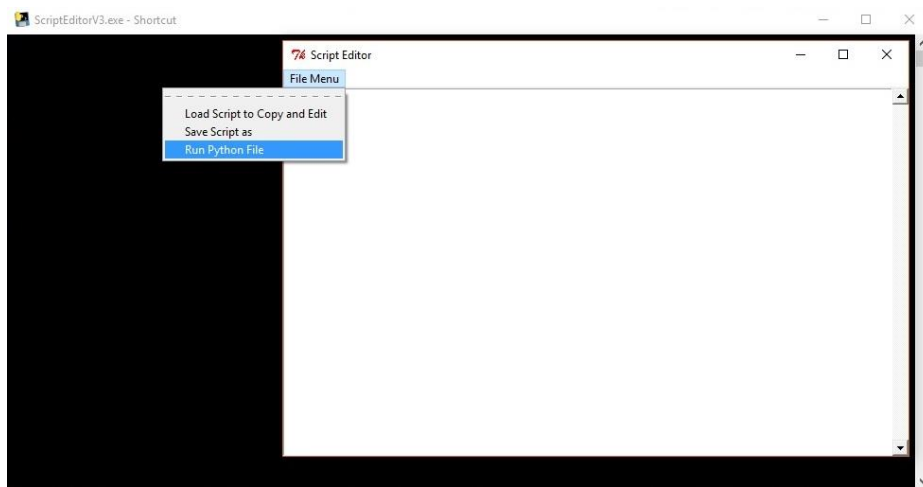 ScriptEditorV3.exe - Shortcut
Script Editor
File Menu
Load Script to Copy and Edit
Save Script as
Run Python File